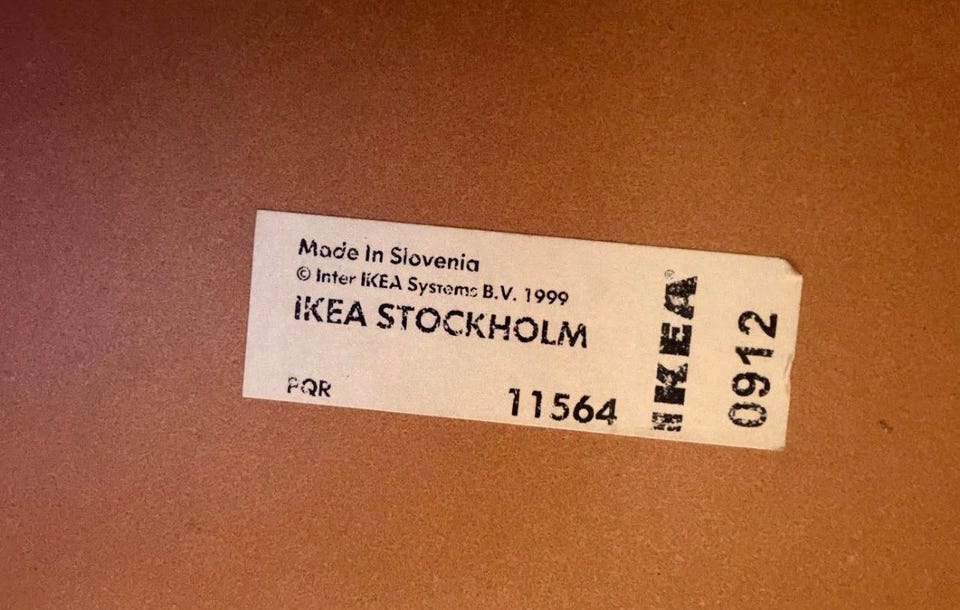 Made In Slovenia
© Inter IKEA Systems B.V. 1999
IKEA STOCKHOLM
PQR 11564
IKEA®
0912